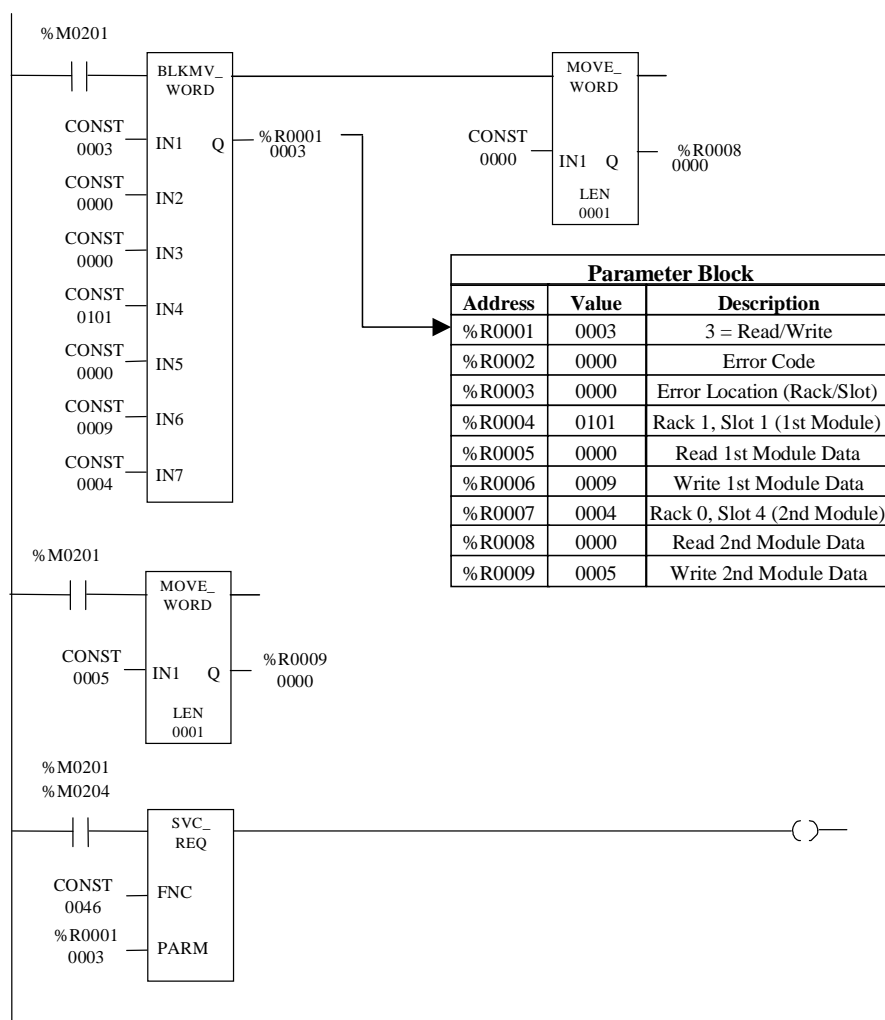 %M0201
BLKMV_
WORD
CONST
0003
IN1 Q
%R0001
0003
CONST
0000
IN2
CONST
0000
IN3
CONST
0101
IN4
CONST
0000
IN5
CONST
0009
IN6
CONST
0004
IN7
MOVE_
WORD
CONST
0000
IN1 Q
%R0008
0000
LEN
0001
Parameter Block
Address Value Description
%R0001 0003 3 = Read/Write
%R0002 0000 Error Code
%R0003 0000 Error Location (Rack/Slot)
%R0004 0101 Rack 1, Slot 1 (1st Module)
%R0005 0000 Read 1st Module Data
%R0006 0009 Write 1st Module Data
%R0007 0004 Rack 0, Slot 4 (2nd Module)
%R0008 0000 Read 2nd Module Data
%R0009 0005 Write 2nd Module Data
%M0201
MOVE_
WORD
CONST
0005
IN1 Q
%R0009
0000
LEN
0001
%M0201
%M0204
SVC_
REQ
CONST
0046
FNC
%R0001
0003
PARM